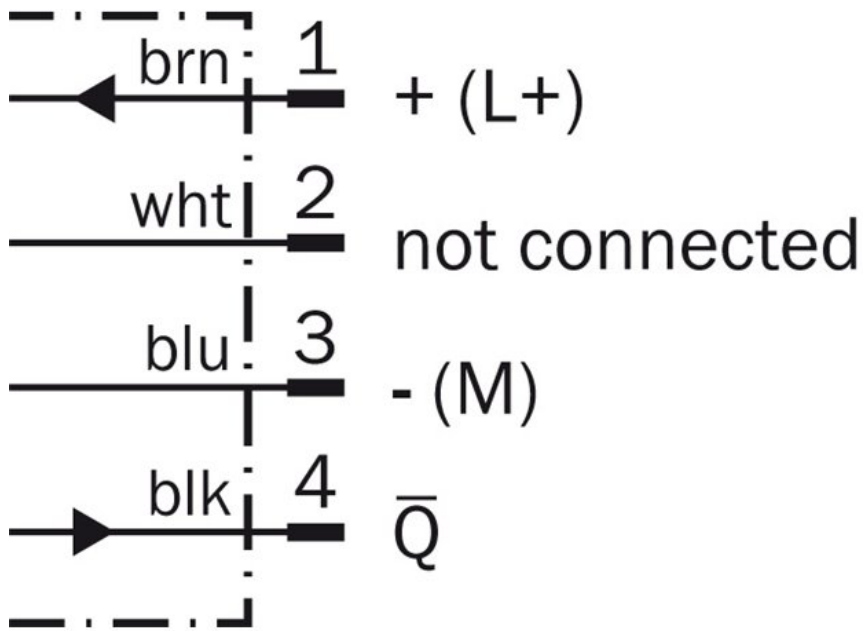 brn 1 + (L+)
wht 2 not connected
blu 3 - (M)
blk 4 Q̅